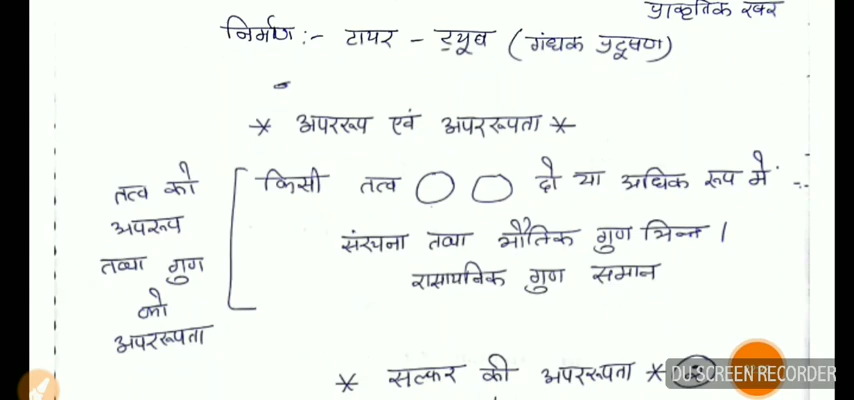 प्राकृतिक रबर
निर्माण :- टायर - ट्यूब (गंधक प्रदूषण)
* अपररूप एवं अपररूपता *
तत्व को
अपररूप
तथा गुण
को
अपररूपता
किसी तत्व दो या अधिक रूप मे
संरचना तथा भौतिक गुण भिन्न।
रासायनिक गुण समान
* सल्फर की अपररूपता *
DU SCREEN RECORDER